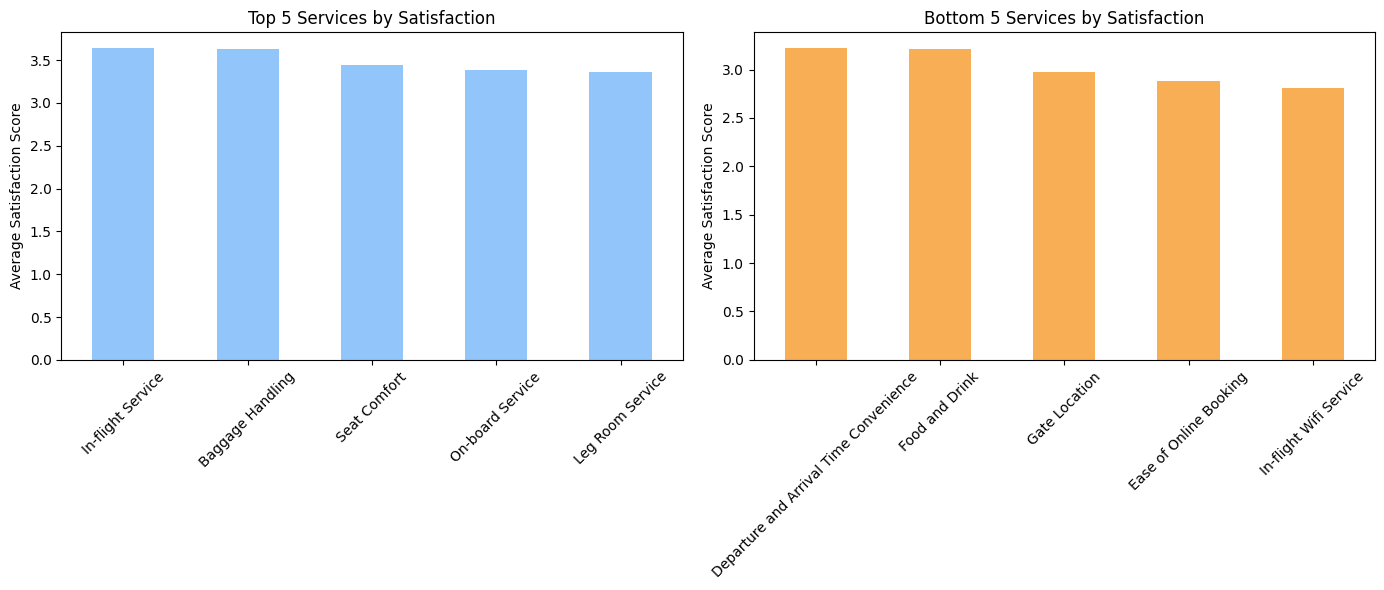 Top 5 Services by Satisfaction
Average Satisfaction Score
3.5
3.0
2.5
2.0
1.5
1.0
0.5
0.0
In-flight Service
Baggage Handling
Seat Comfort
On-board Service
Leg Room Service
Bottom 5 Services by Satisfaction
Average Satisfaction Score
3.0
2.5
2.0
1.5
1.0
0.5
0.0
Departure and Arrival Time Convenience
Food and Drink
Gate Location
Ease of Online Booking
In-flight Wifi Service